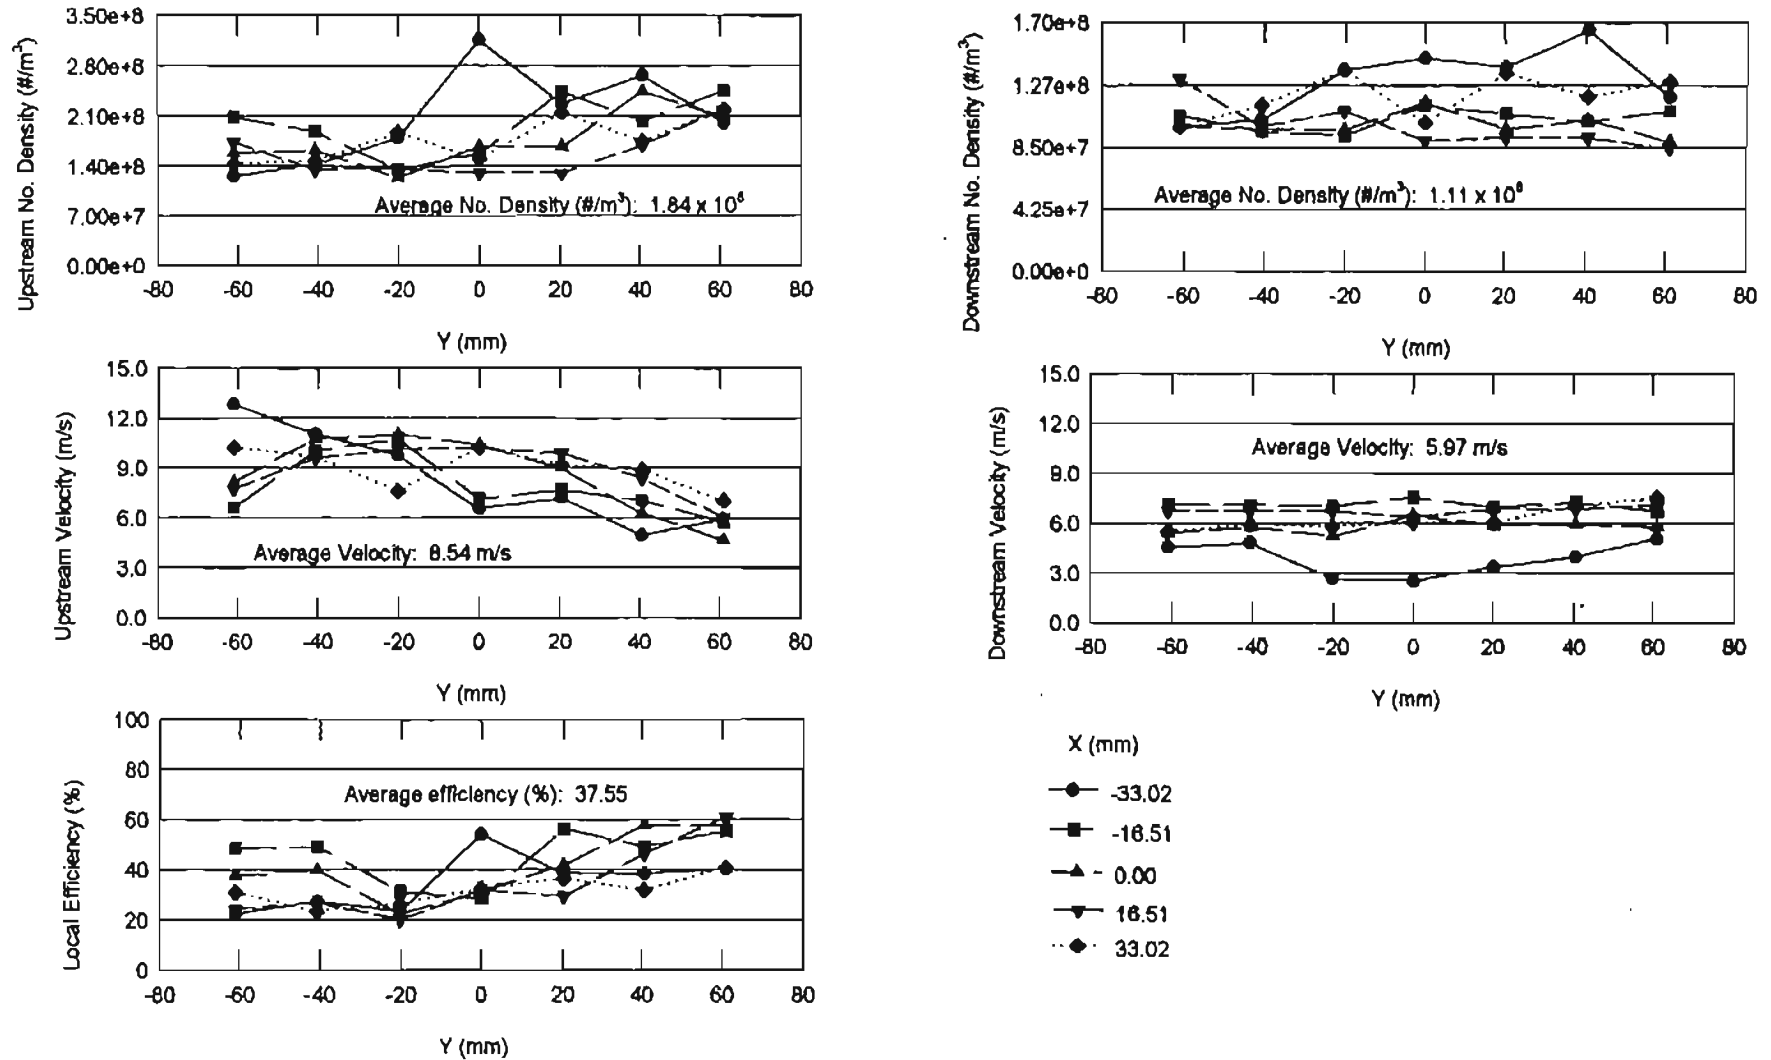 Upstream No. Density (#/m³)
3.50e+8
2.80e+8
2.10e+8
1.40e+8
7.00e+7
0.00e+0
Average No. Density (#/m³): 1.84 x 10⁸
-80 -60 -40 -20 0 20 40 60 80
Y (mm)
Downstream No. Density (#/m³)
1.70e+8
1.27e+8
8.50e+7
4.25e+7
0.00e+0
Average No. Density (#/m³): 1.11 x 10⁸
-80 -60 -40 -20 0 20 40 60 80
Y (mm)
Upstream Velocity (m/s)
15.0
12.0
9.0
6.0
3.0
0.0
Average Velocity: 8.54 m/s
-80 -60 -40 -20 0 20 40 60 80
Y (mm)
Downstream Velocity (m/s)
15.0
12.0
9.0
6.0
3.0
0.0
Average Velocity: 5.97 m/s
-80 -60 -40 -20 0 20 40 60 80
Y (mm)
Local Efficiency (%)
100
80
60
40
20
0
Average efficiency (%): 37.55
-80 -60 -40 -20 0 20 40 60 80
Y (mm)
X (mm)
-33.02
-16.51
0.00
16.51
33.02